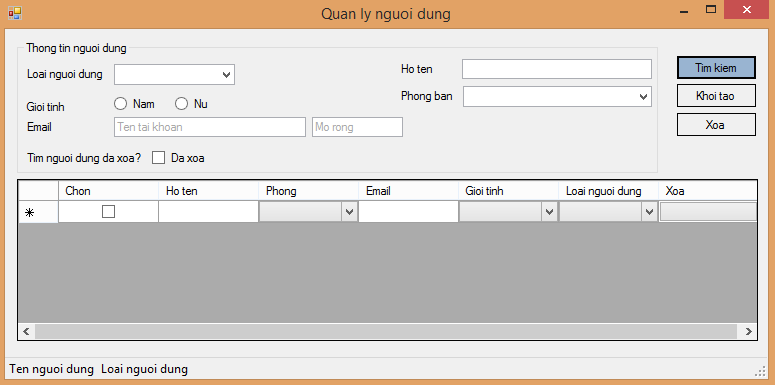 Quan ly nguoi dung
Thong tin nguoi dung
Loai nguoi dung
Ho ten
Tim kiem
Phong ban
Khoi tao
Gioi tinh Nam Nu
Email Ten tai khoan Mo rong
Xoa
Tim nguoi dung da xoa? Da xoa
Chon Ho ten Phong Email Gioi tinh Loai nguoi dung Xoa
Ten nguoi dung Loai nguoi dung